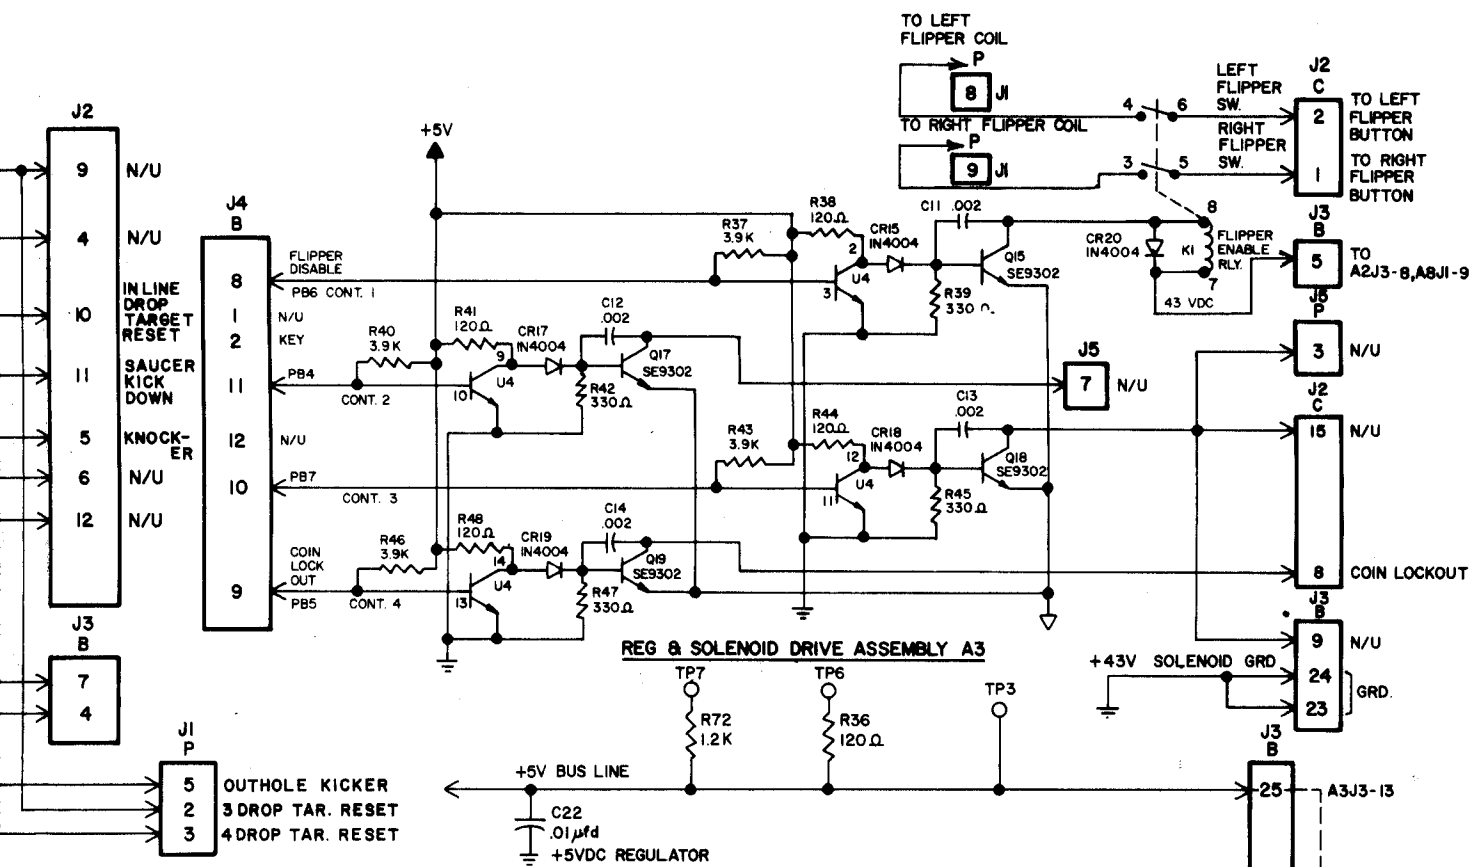 TO LEFT
FLIPPER COIL
P
8 J1
TO RIGHT FLIPPER COIL
P
9 J1
4 6
3 5
LEFT
FLIPPER
SW.
RIGHT
FLIPPER
SW.
J2
C
2
1
TO LEFT
FLIPPER
BUTTON
TO RIGHT
FLIPPER
BUTTON
J2
9 N/U
4 N/U
10
IN LINE
DROP
TARGET
RESET
11
SAUCER
KICK
DOWN
5
KNOCK-
ER
6 N/U
12 N/U
J3
B
7
4
J4
B
8
FLIPPER
DISABLE
PB6 CONT. 1
1 N/U
2 KEY
11 PB4
CONT. 2
12 N/U
10 PB7
CONT. 3
9
COIN
LOCK
OUT
PB5 CONT. 4
+5V
R37
3.9K
R38
120Ω
2
3
U4
CR15
IN4004
C11 .002
Q15
SE9302
R39
330 Ω
CR20
IN4004
K1
8
7
FLIPPER
ENABLE
RLY.
43 VDC
J3
B
5
TO
A2J3-8,A8J1-9
R40
3.9K
R41
120Ω
9
10
U4
CR17
IN4004
C12
.002
Q17
SE9302
R42
330Ω
J5
P
3 N/U
J5
7 N/U
R43
3.9K
R44
120Ω
12
11
U4
CR18
IN4004
C13
.002
Q18
SE9302
R45
330Ω
J2
C
15 N/U
8 COIN LOCKOUT
R46
3.9K
R48
120Ω
14
13
U4
CR19
IN4004
C14
.002
Q19
SE9302
R47
330Ω
J3
B
9 N/U
24
23
GRD.
+43V SOLENOID GRD
REG & SOLENOID DRIVE ASSEMBLY A3
TP7
R72
1.2K
TP6
R36
120Ω
TP3
J1
P
5 OUTHOLE KICKER
2 3 DROP TAR. RESET
3 4 DROP TAR. RESET
+5V BUS LINE
C22
.01µfd
+5VDC REGULATOR
J3
B
25 A3J3-13